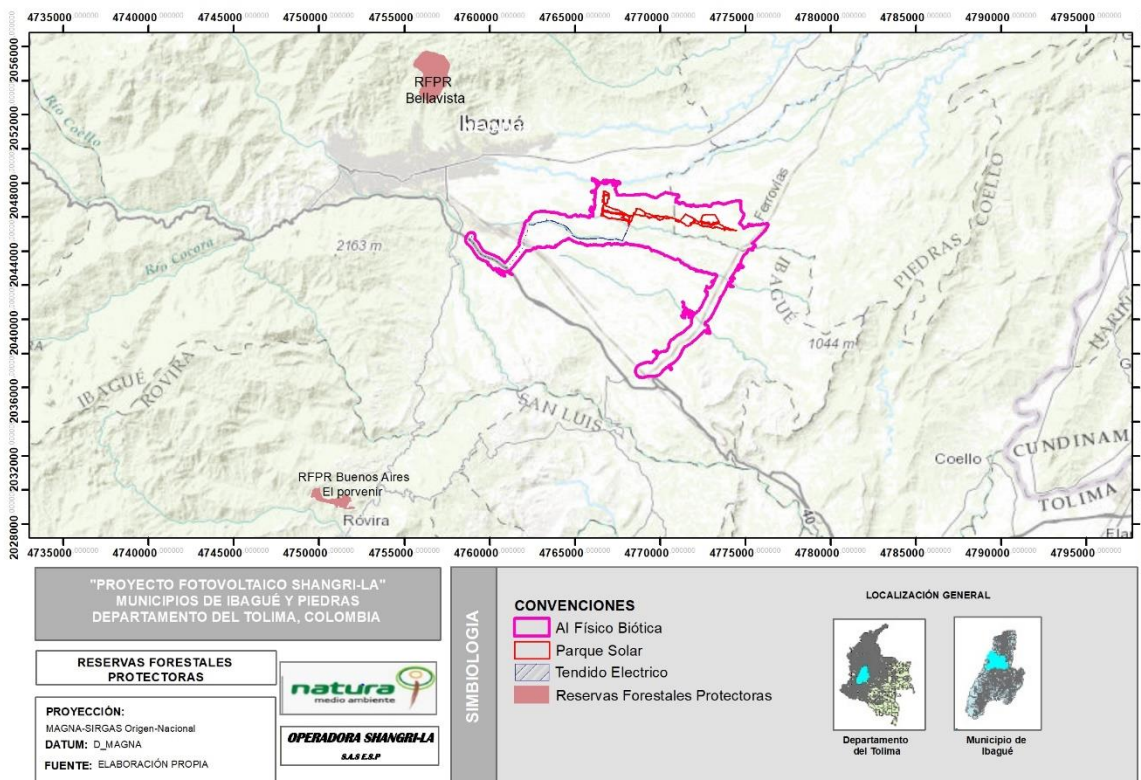 4735000 4740000 4745000 4750000 4755000 4760000 4765000 4770000 4775000 4780000 4785000 4790000 4795000
2056000
2052000
2048000
2044000
2040000
2036000
2032000
2028000
RFPR
Bellavista
Ibagué
Río Coello
Ferrovías
COELLO
PIEDRAS
2163 m
Río Cocora
IBAGUÉ
1044 m
IBAGUÉ
ROVIRA
SAN LUIS
Coello
CUNDINAM
TOLIMA
RFPR Buenos Aires
El porvenir
Rovira
40
4735000 4740000 4745000 4750000 4755000 4760000 4765000 4770000 4775000 4780000 4785000 4790000 4795000
"PROYECTO FOTOVOLTAICO SHANGRI-LA"
MUNICIPIOS DE IBAGUÉ Y PIEDRAS
DEPARTAMENTO DEL TOLIMA, COLOMBIA
RESERVAS FORESTALES
PROTECTORAS
natura
medio ambiente
PROYECCIÓN:
MAGNA-SIRGAS Origen-Nacional
DATUM: D_MAGNA
FUENTE: ELABORACIÓN PROPIA
OPERADORA SHANGRI-LA
S.A.S E.S.P
SIMBIOLOGIA
CONVENCIONES
AI Físico Biótica
Parque Solar
Tendido Electrico
Reservas Forestales Protectoras
LOCALIZACIÓN GENERAL
Departamento
del Tolima
Municipio de
Ibagué